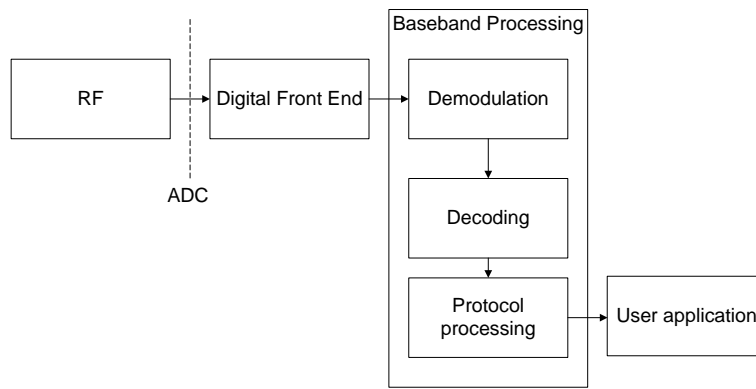 Baseband Processing
RF
Digital Front End
Demodulation
ADC
Decoding
Protocol
processing
User application